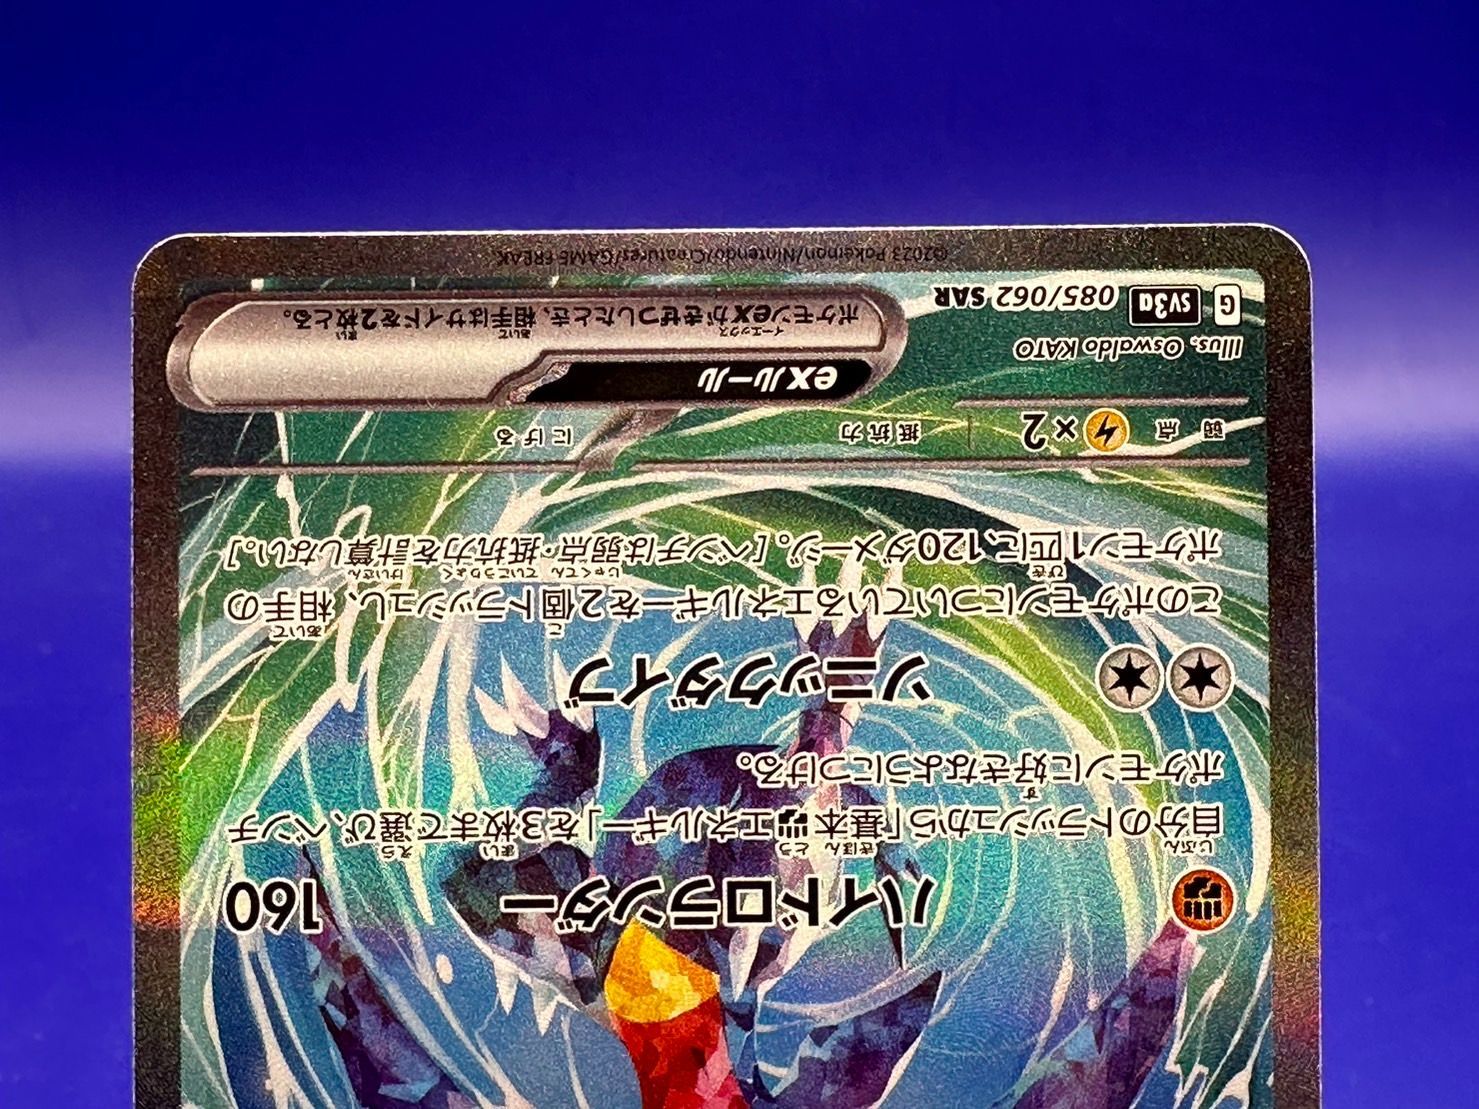 ハイドロランダー 160
自分のトラッシュから「基本闘エネルギー」を3枚まで選び、ベンチ
ポケモンに好きなようにつける。
ソニックダイブ
このポケモンについているエネルギーを2個トラッシュし、相手の
ポケモン1匹に、120ダメージ。[ベンチは弱点・抵抗力を計算しない。]
弱点 ×2 抵抗力 にげる
Illus. Oswaldo KATO
G sv3a 085/062 SAR
exルール
ポケモンexがきぜつしたとき、相手はサイドを2枚とる。
©2023 Pokémon/Nintendo/Creatures/GAME FREAK